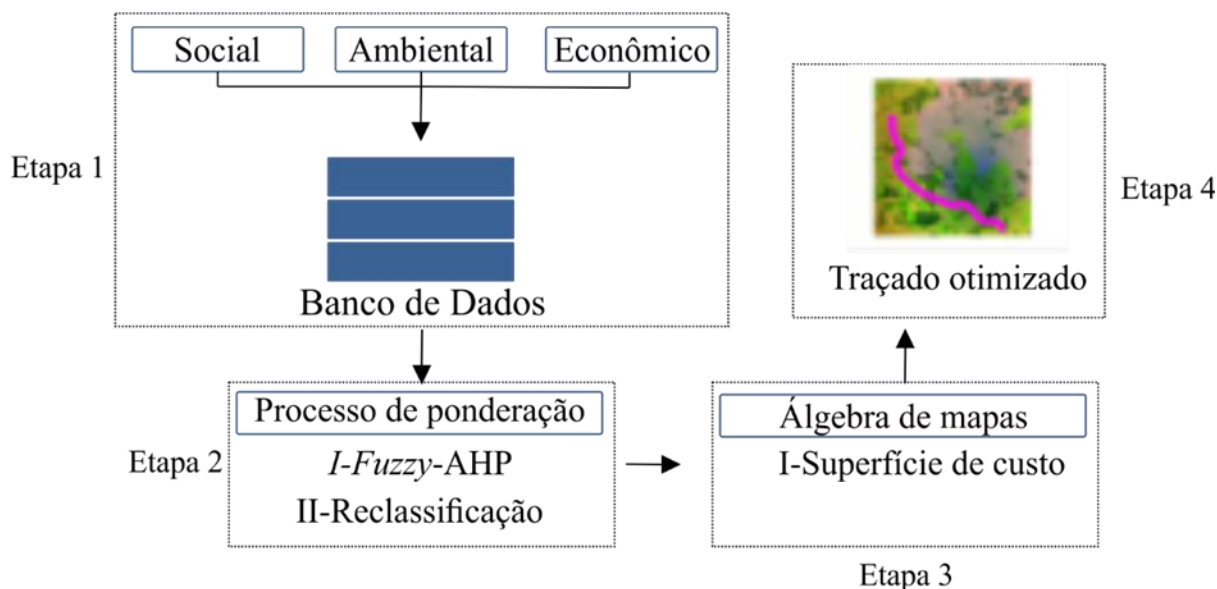 Social
Ambiental
Econômico
Etapa 1
Banco de Dados
Etapa 2
Processo de ponderação
I-Fuzzy-AHP
II-Reclassificação
Álgebra de mapas
I-Superfície de custo
Etapa 3
Traçado otimizado
Etapa 4